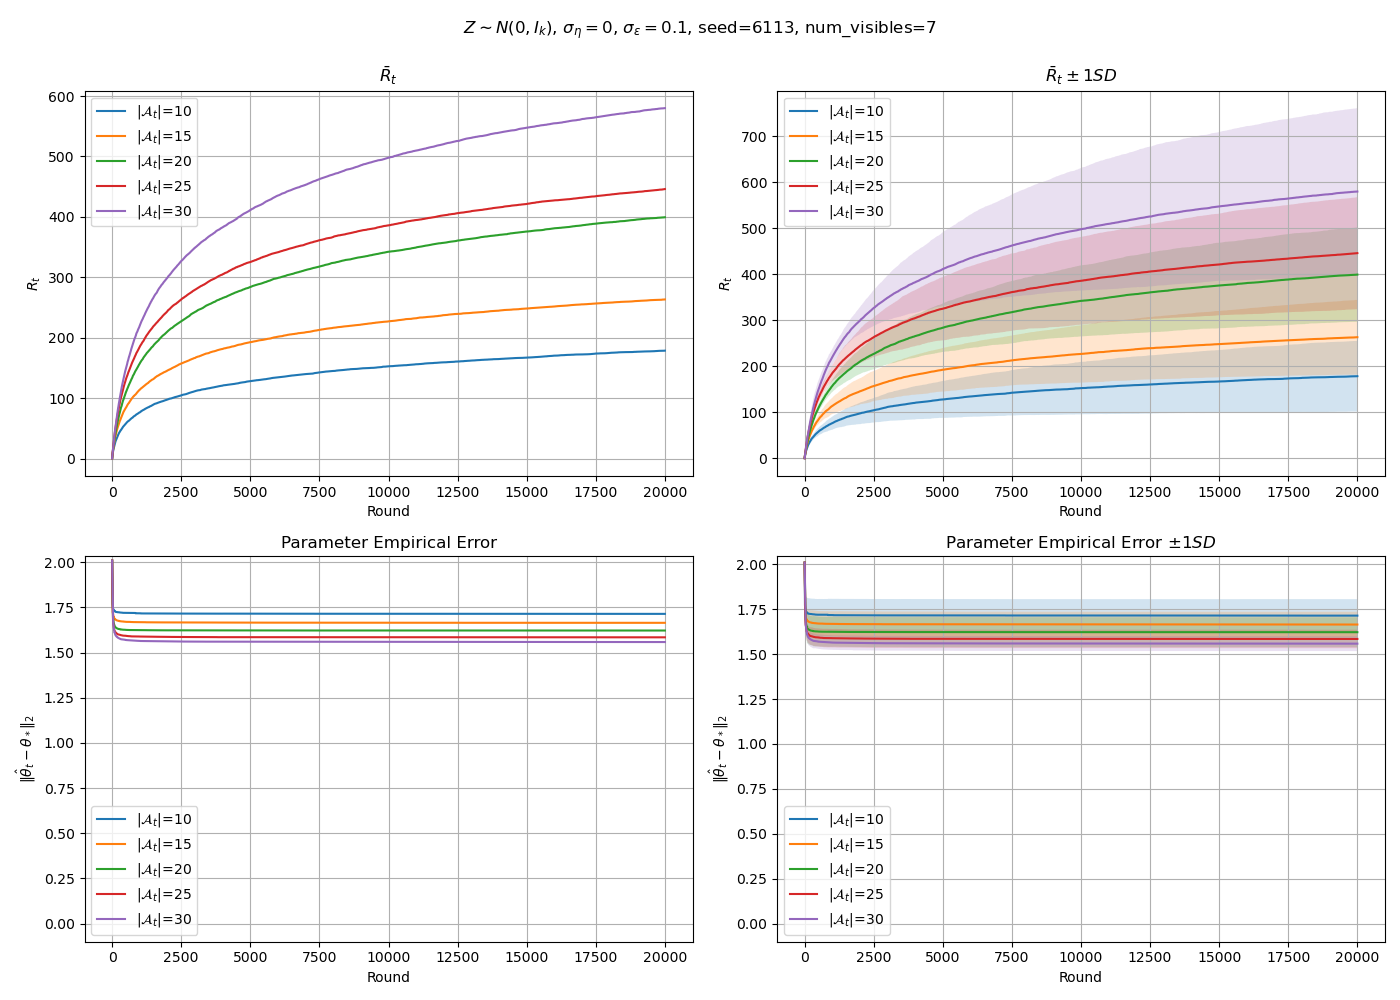 Z ∼ N(0, I_k), σ_η = 0, σ_ε = 0.1, seed=6113, num_visibles=7
R̄_t
600
500
400
300
200
100
0
R_t
|𝒜_t|=10
|𝒜_t|=15
|𝒜_t|=20
|𝒜_t|=25
|𝒜_t|=30
0 2500 5000 7500 10000 12500 15000 17500 20000
Round
R̄_t ± 1SD
700
600
500
400
300
200
100
0
R_t
|𝒜_t|=10
|𝒜_t|=15
|𝒜_t|=20
|𝒜_t|=25
|𝒜_t|=30
0 2500 5000 7500 10000 12500 15000 17500 20000
Round
Parameter Empirical Error
2.00
1.75
1.50
1.25
1.00
0.75
0.50
0.25
0.00
‖θ̂_t − θ_*‖₂
|𝒜_t|=10
|𝒜_t|=15
|𝒜_t|=20
|𝒜_t|=25
|𝒜_t|=30
0 2500 5000 7500 10000 12500 15000 17500 20000
Round
Parameter Empirical Error ±1SD
2.00
1.75
1.50
1.25
1.00
0.75
0.50
0.25
0.00
‖θ̂_t − θ_*‖₂
|𝒜_t|=10
|𝒜_t|=15
|𝒜_t|=20
|𝒜_t|=25
|𝒜_t|=30
0 2500 5000 7500 10000 12500 15000 17500 20000
Round